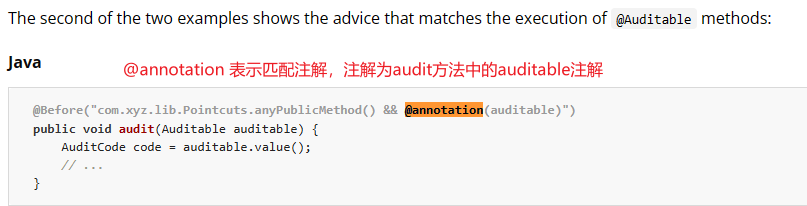 The second of the two examples shows the advice that matches the execution of @Auditable methods:
Java
@annotation 表示匹配注解，注解为audit方法中的auditable注解
@Before("com.xyz.lib.Pointcuts.anyPublicMethod() && @annotation(auditable)")
public void audit(Auditable auditable) {
    AuditCode code = auditable.value();
    // ...
}